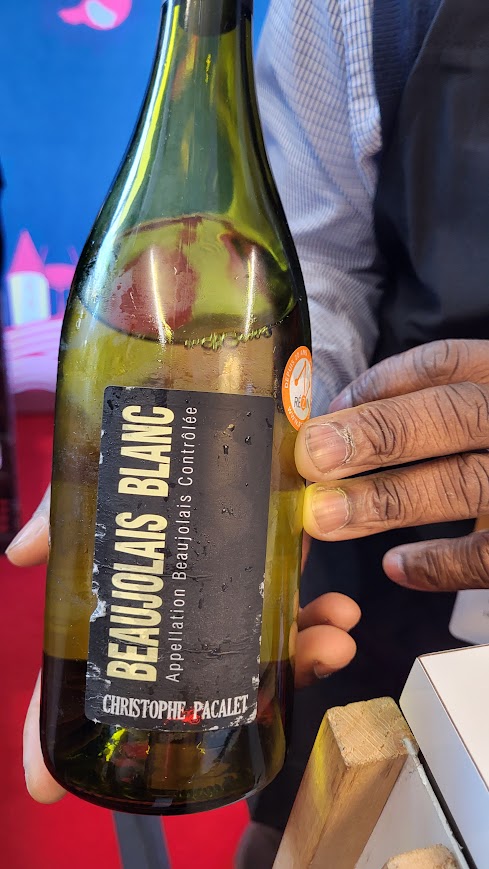 BEAUJOLAIS BLANC
Appellation Beaujolais Contrôlée
CHRISTOPHE PACALET